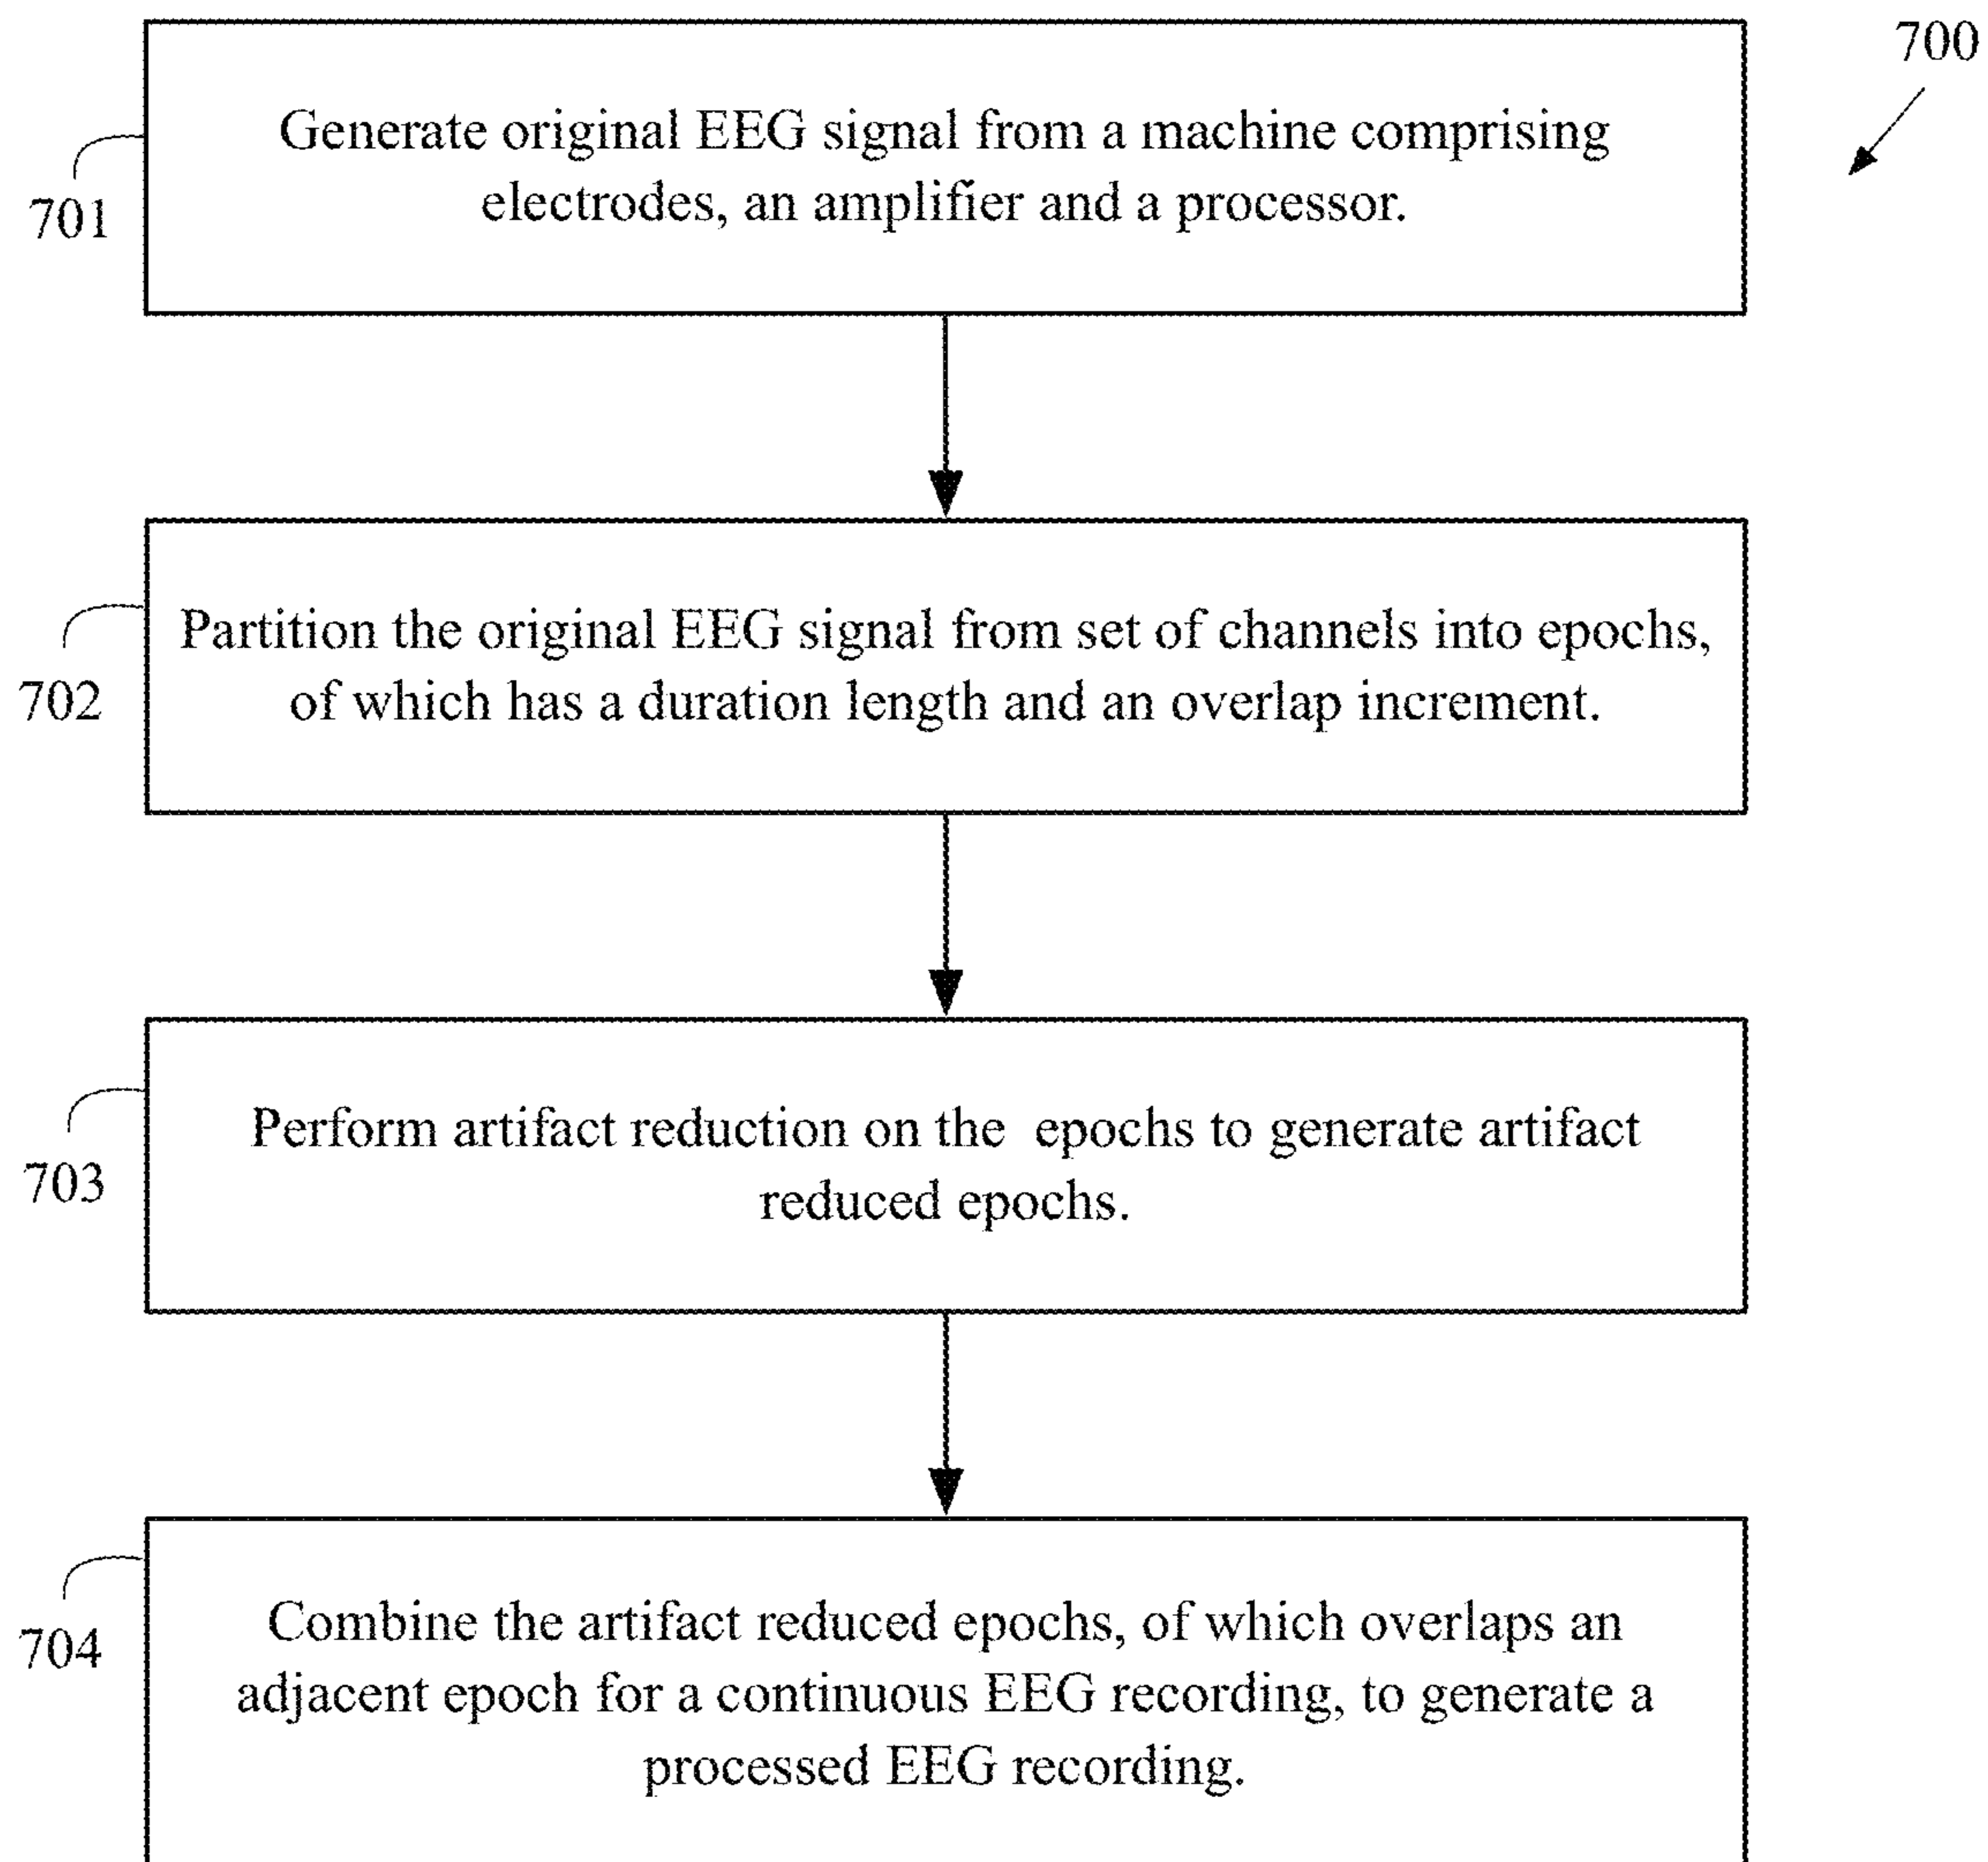 700
Generate original EEG signal from a machine comprising
electrodes, an amplifier and a processor.
701
Partition the original EEG signal from set of channels into epochs,
of which has a duration length and an overlap increment.
702
Perform artifact reduction on the epochs to generate artifact
reduced epochs.
703
Combine the artifact reduced epochs, of which overlaps an
adjacent epoch for a continuous EEG recording, to generate a
processed EEG recording.
704